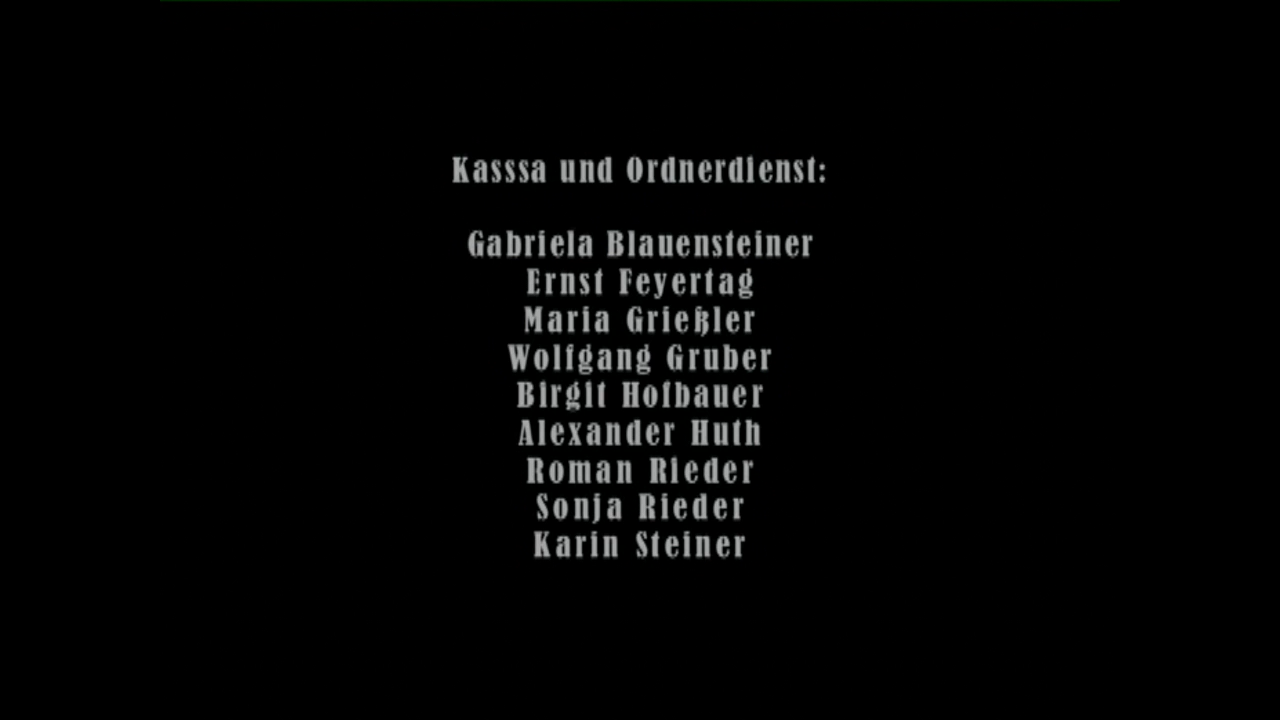 Kasssa und Ordnerdienst:
Gabriela Blauensteiner
Ernst Feyertag
Maria Grießler
Wolfgang Gruber
Birgit Hofbauer
Alexander Huth
Roman Rieder
Sonja Rieder
Karin Steiner